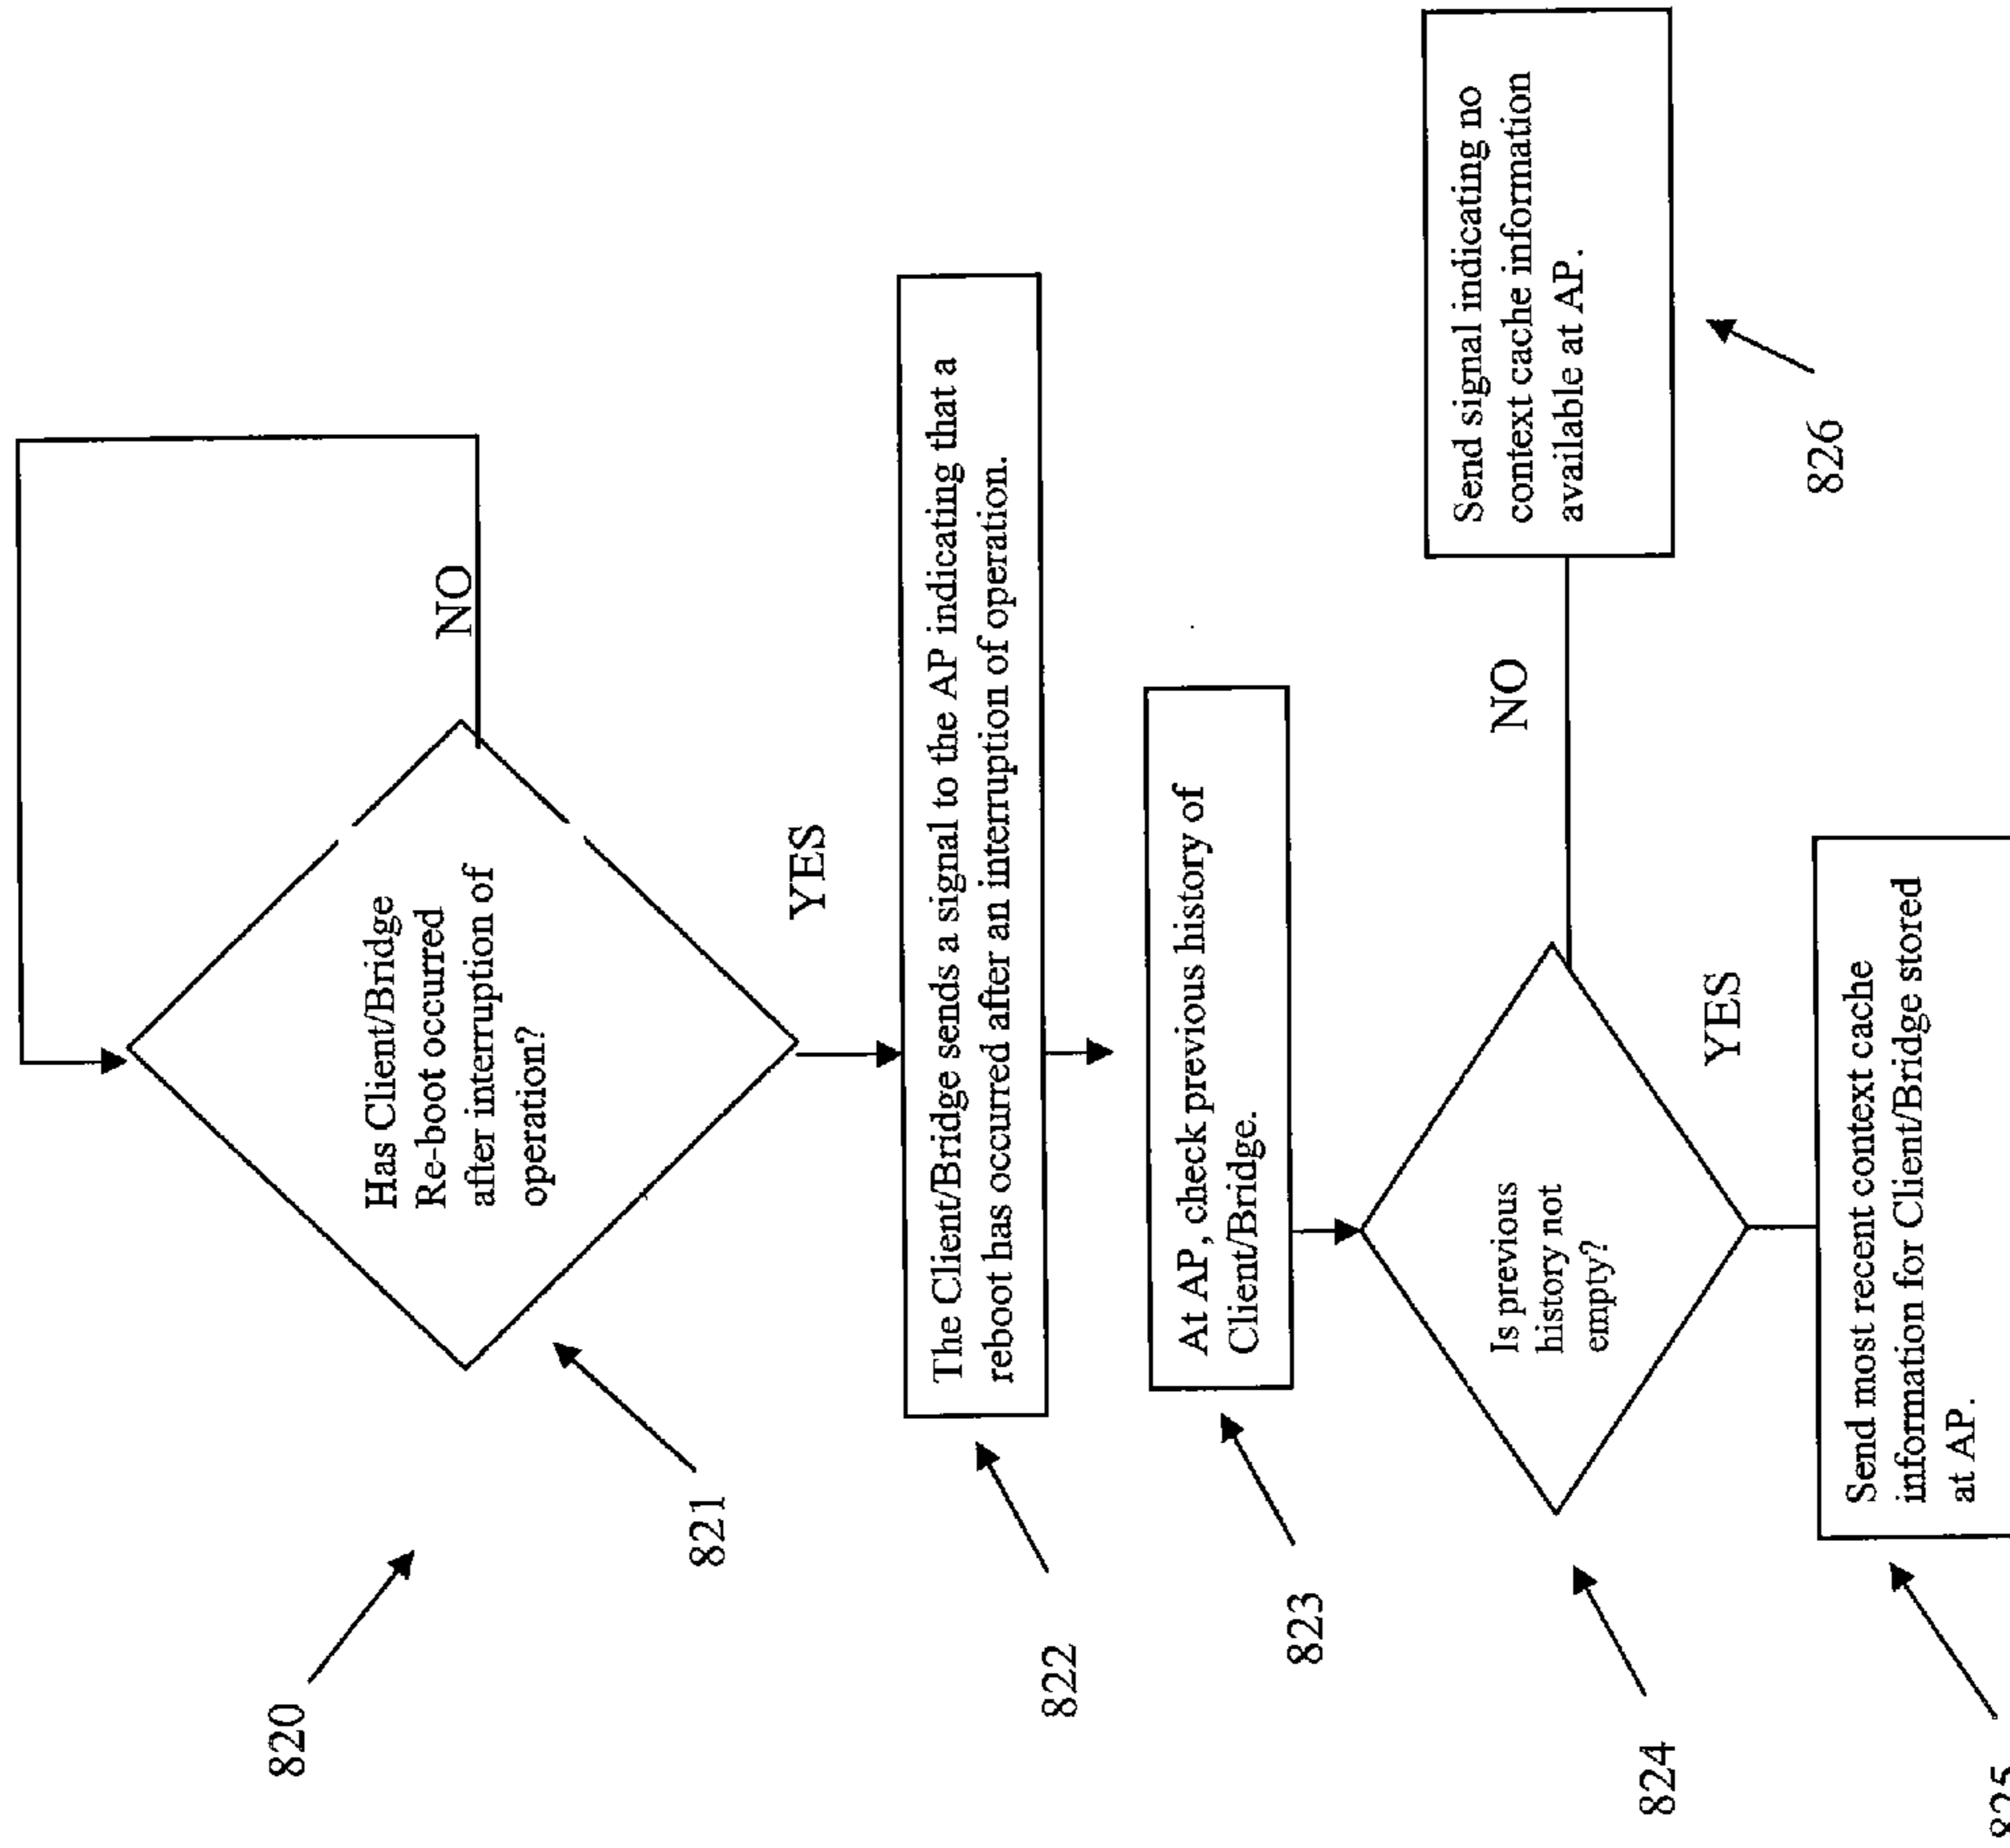 820
Has Client/Bridge
Re-boot occurred
after interruption of
operation?
NO
821
YES
The Client/Bridge sends a signal to the AP indicating that a
reboot has occurred after an interruption of operation.
822
At AP, check previous history of
Client/Bridge.
823
Is previous
history not
empty?
NO
824
YES
Send signal indicating no
context cache information
available at AP.
826
Send most recent context cache
information for Client/Bridge stored
at AP.
825